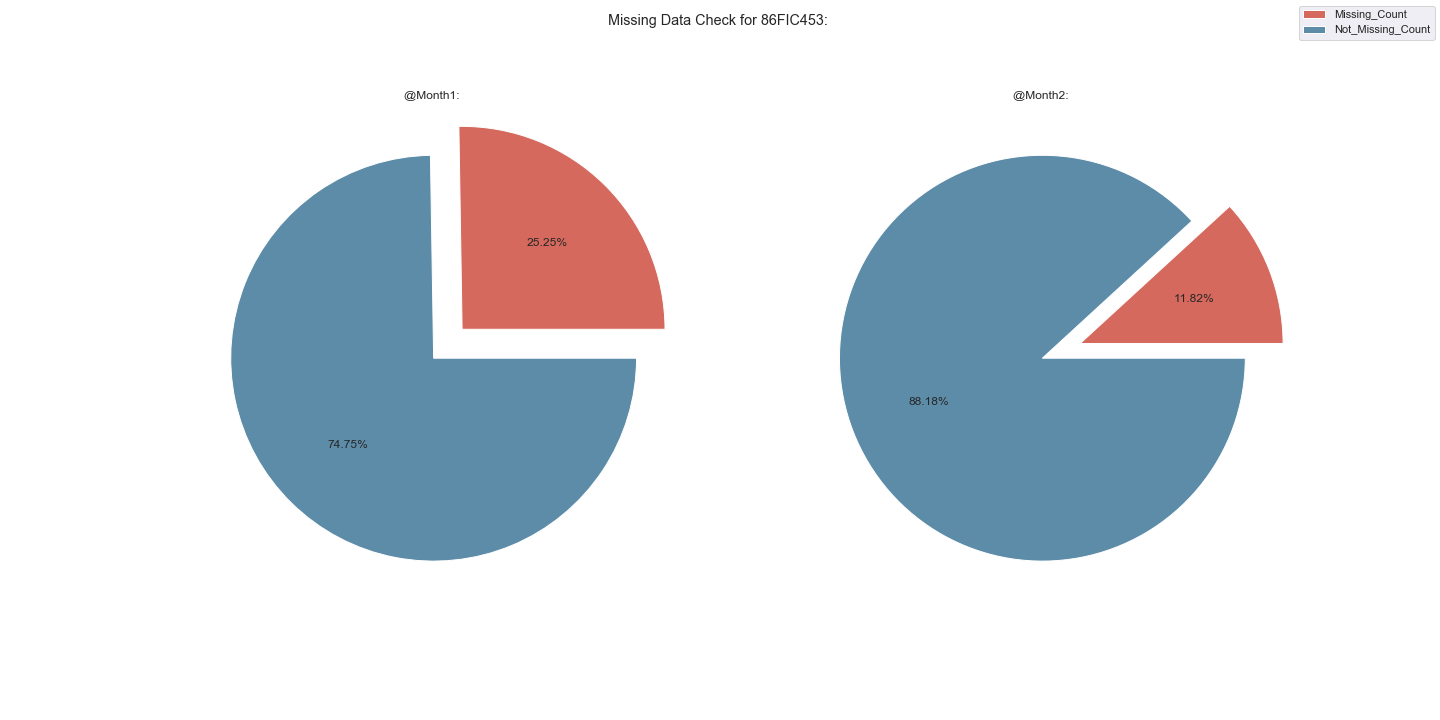 Missing Data Check for 86FIC453:
Missing_Count
Not_Missing_Count
@Month1:
25.25%
74.75%
@Month2:
11.82%
88.18%